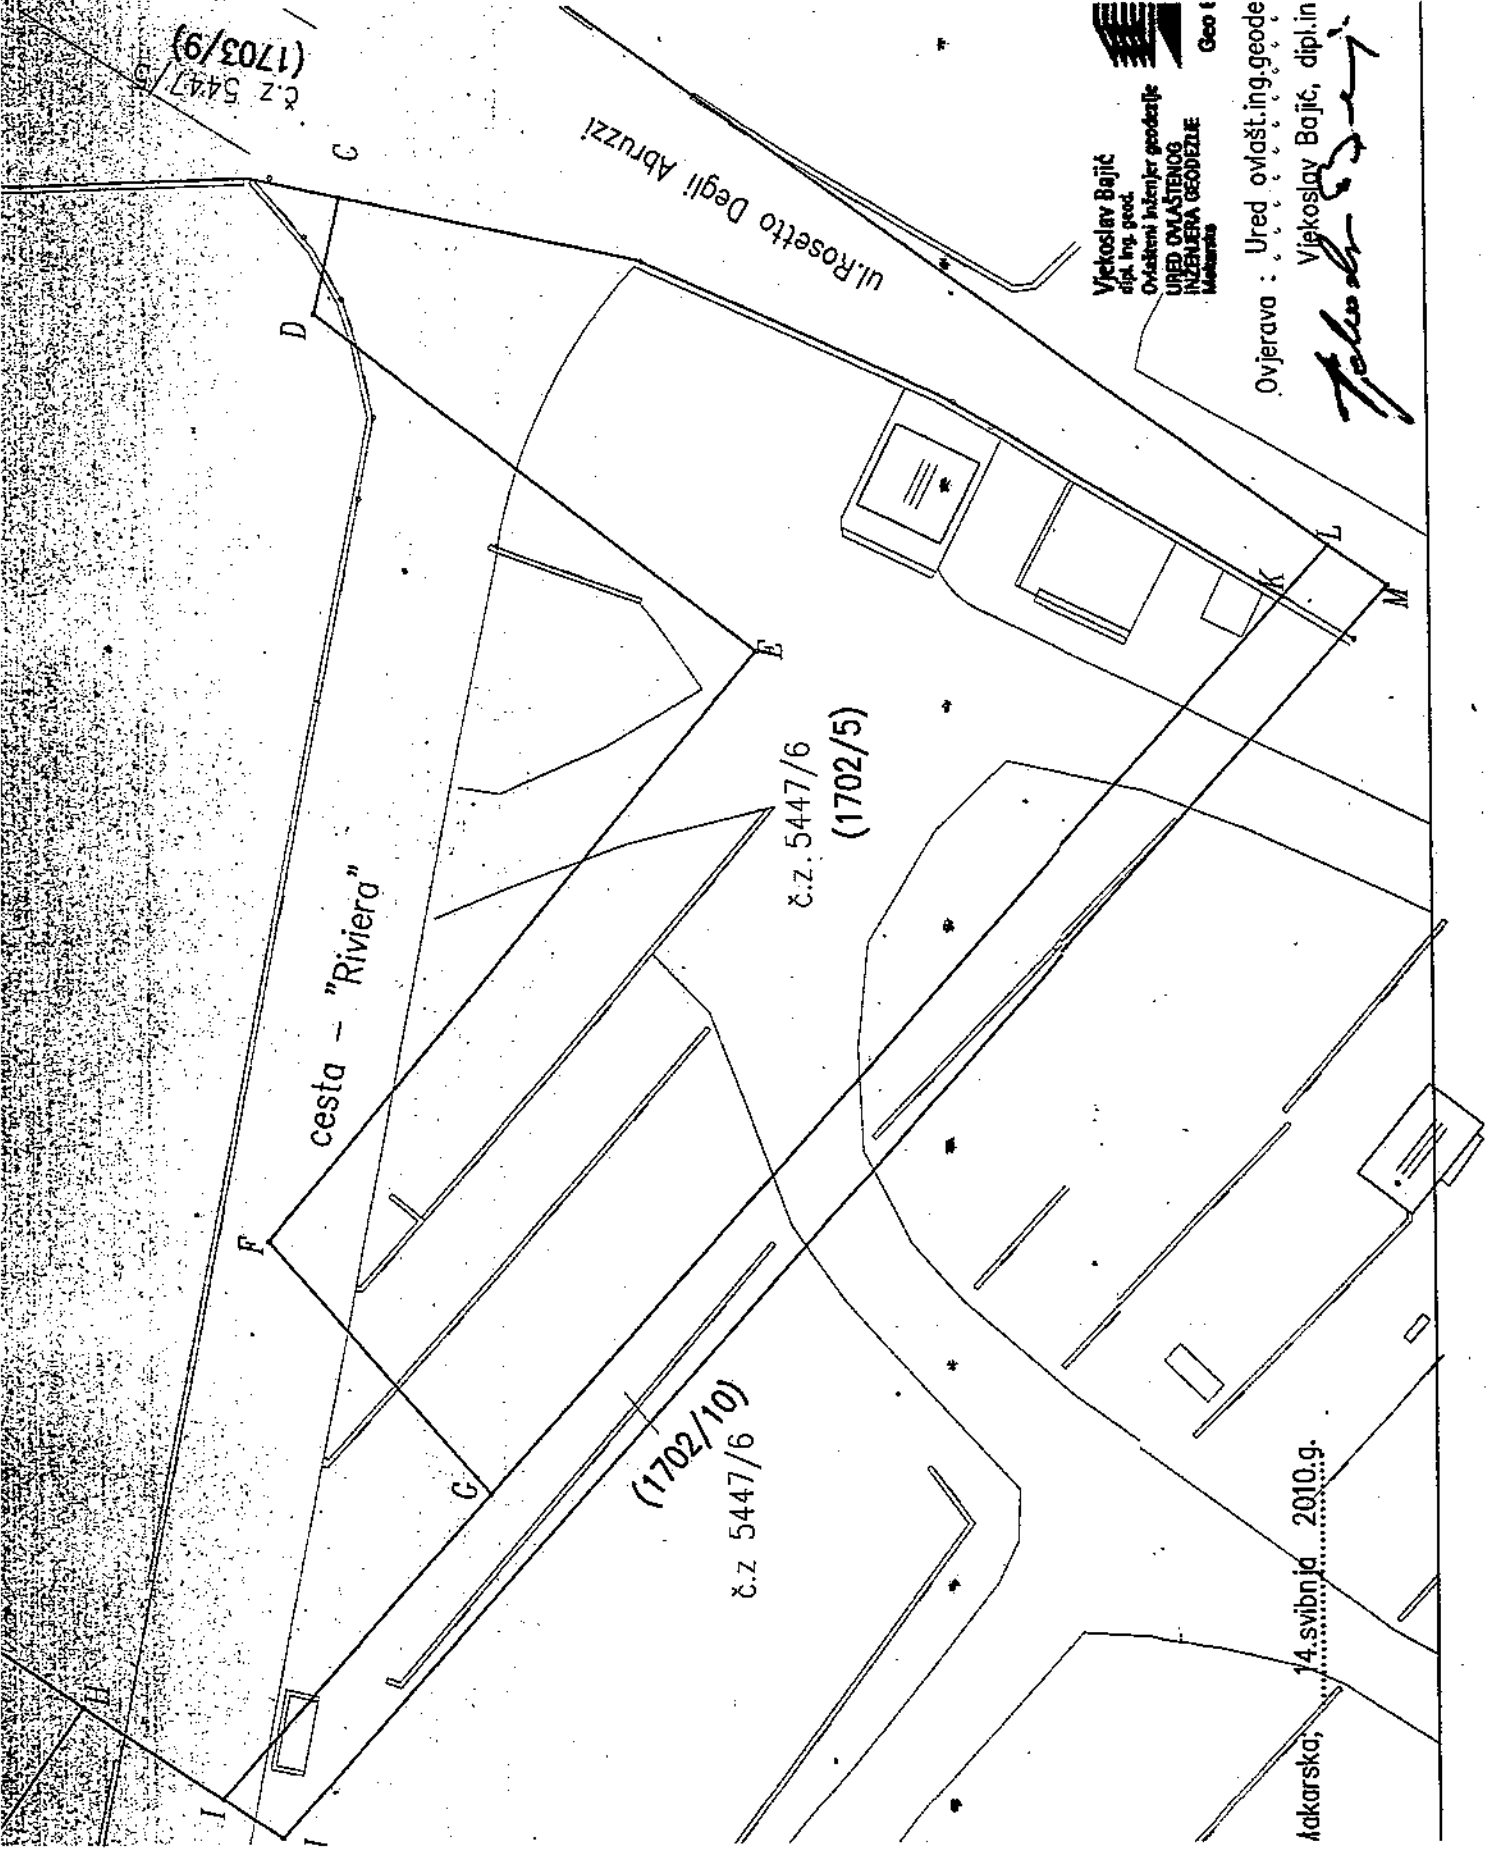 č.z 5447/5
(1703/9)
C
ul.Rosetto Degli Abruzzi
D
E
cesta - "Riviera"
č.z. 5447/6
(1702/5)
F
G
(1702/10)
č.z 5447/6
H
I
K
L
M
Vjekoslav Bajić
dipl. ing. geod.
Ovlašteni inženjer geodezije
URED OVLAŠTENOG
INŽENJERA GEODEZIJE
Makarska
Geo
Ovjerava : Ured ovlašt.ing.geode
Vjekoslav Bajić, dipl.in
akarska, 14.svibnja 2010.g.